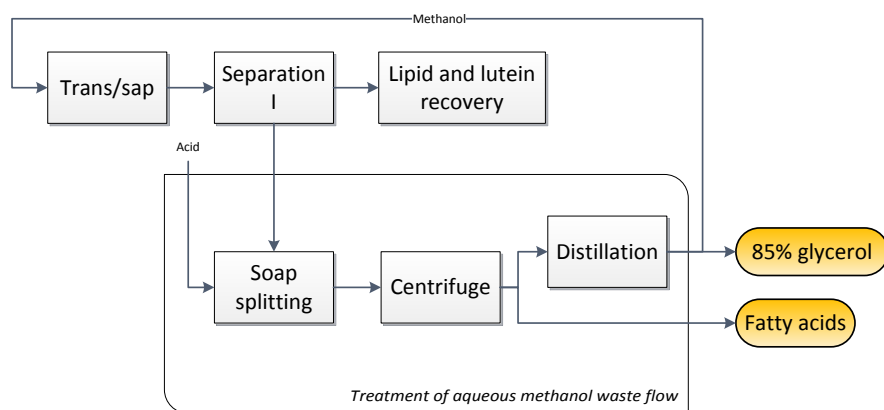 Methanol
Trans/sap
Separation
I
Lipid and lutein
recovery
Acid
Soap
splitting
Centrifuge
Distillation
85% glycerol
Fatty acids
Treatment of aqueous methanol waste flow